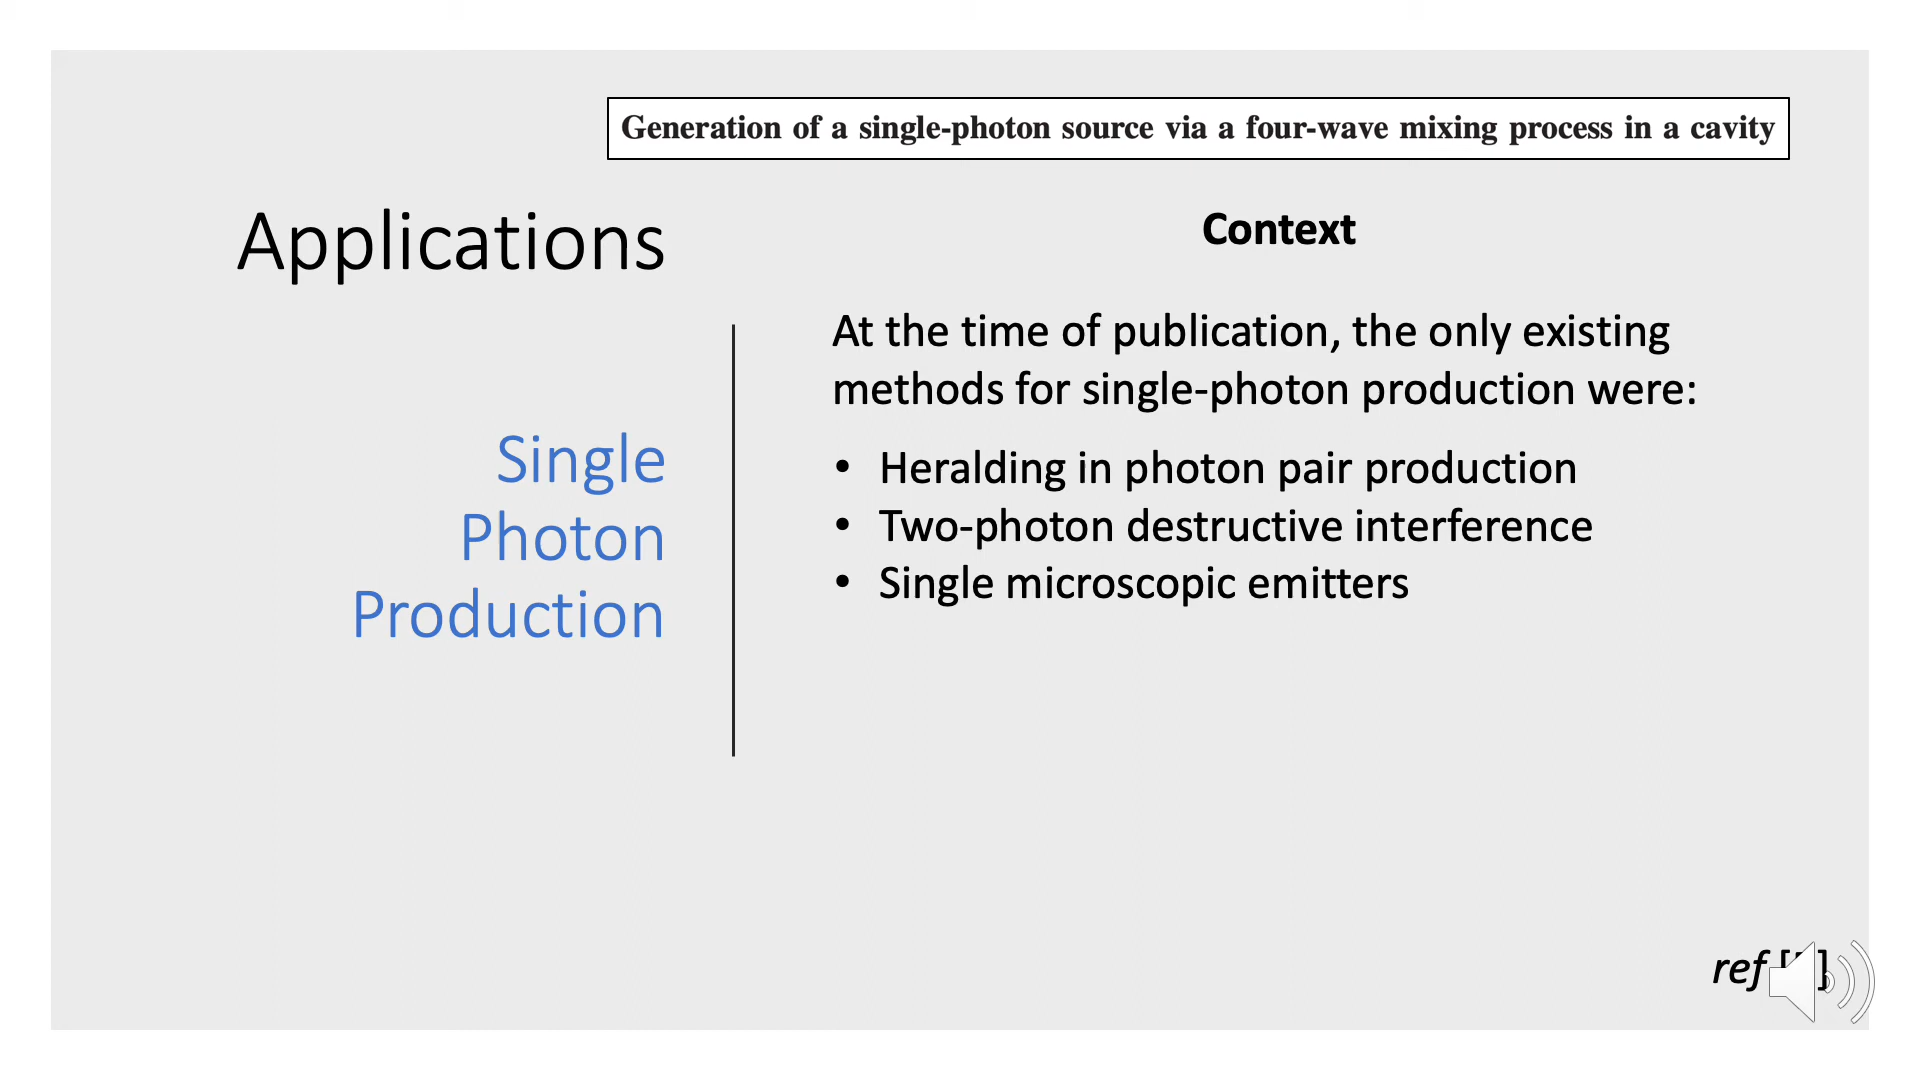 Generation of a single-photon source via a four-wave mixing process in a cavity
Applications
Single
Photon
Production
Context
At the time of publication, the only existing
methods for single-photon production were:
• Heralding in photon pair production
• Two-photon destructive interference
• Single microscopic emitters
ref